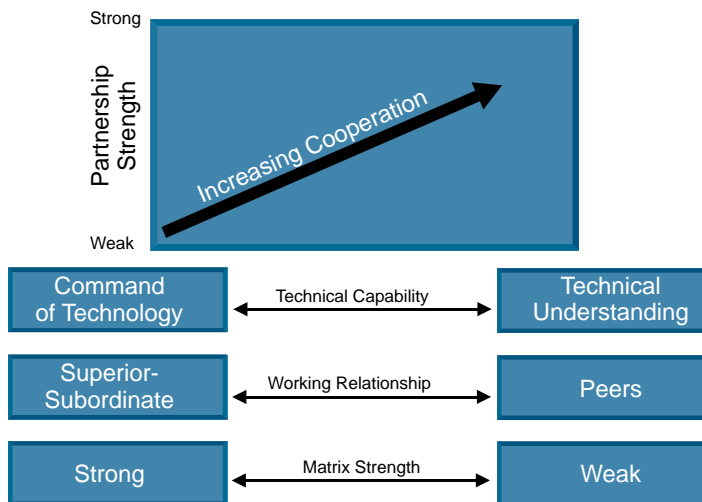 Strong
Partnership
Strength
Increasing Cooperation
Weak
Command
of Technology
Technical Capability
Technical
Understanding
Superior-
Subordinate
Working Relationship
Peers
Strong
Matrix Strength
Weak